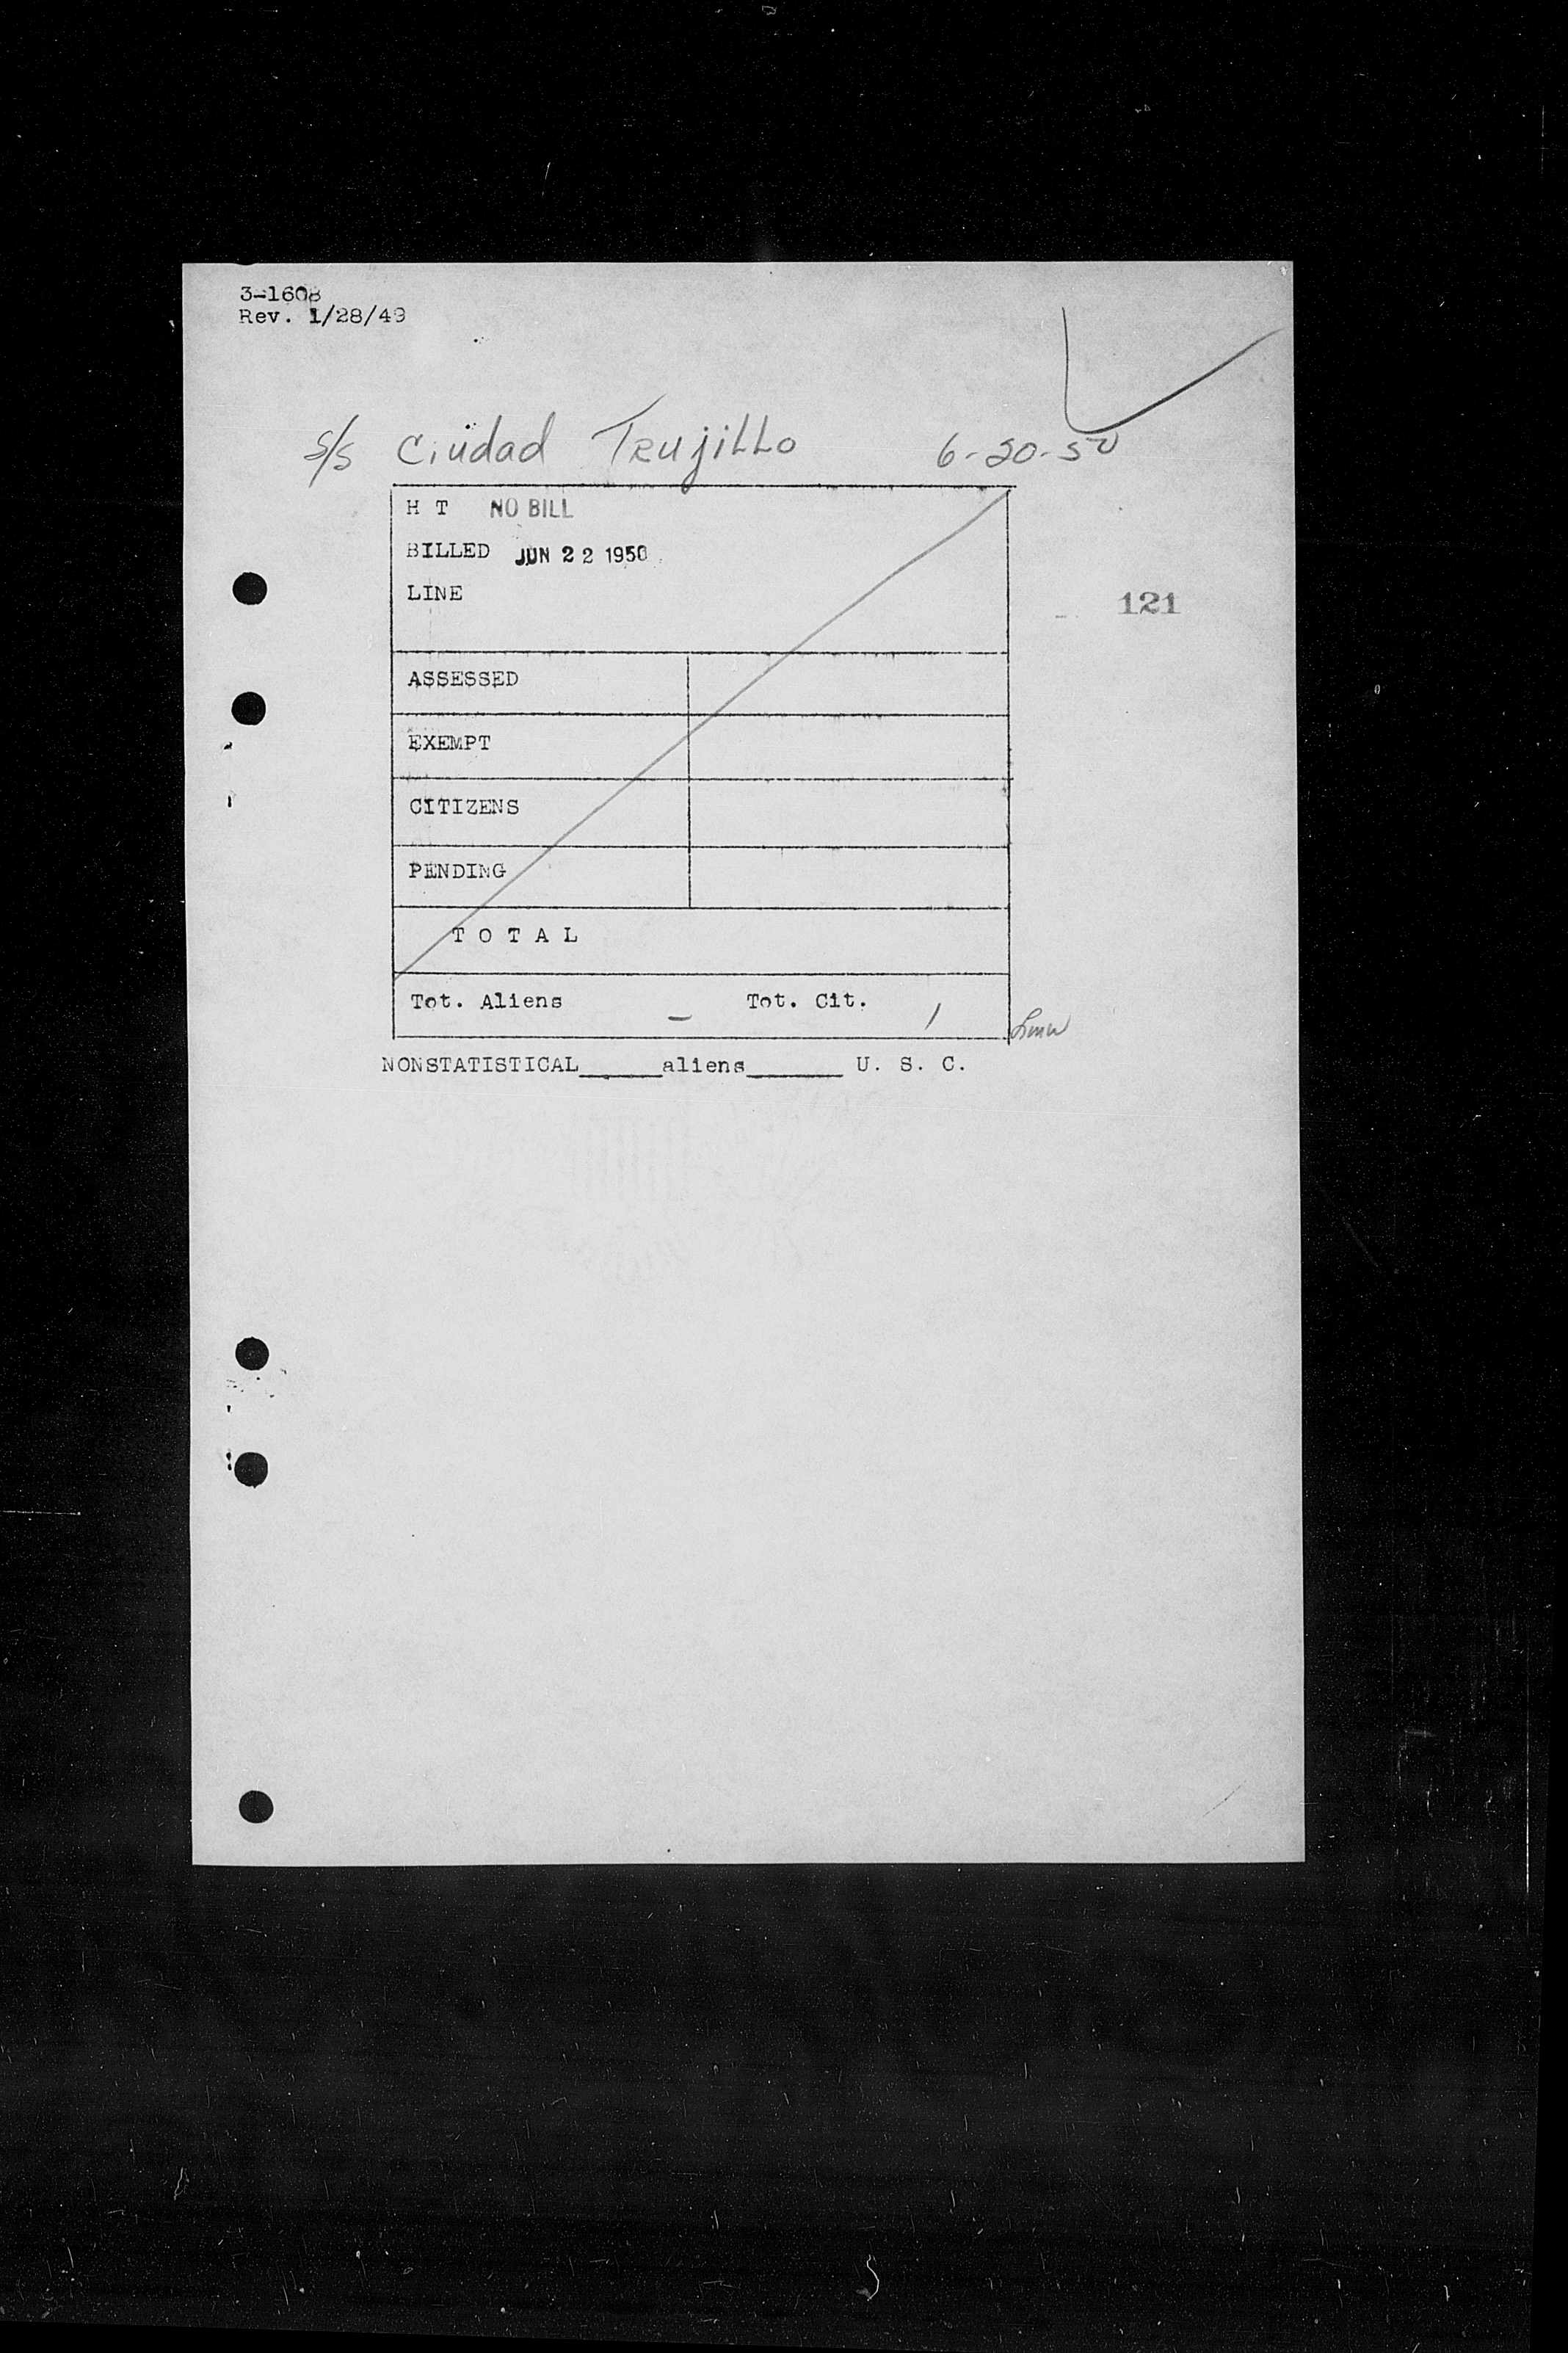 3-1608
Rev. 1/28/49
S/S Ciudad Trujillo 6-20-50
H T NO BILL
BILLED JUN 22 1950
LINE
121
ASSESSED
EXEMPT
CITIZENS
PENDING
T O T A L
Tot. Aliens – Tot. Cit. 1
NONSTATISTICAL______aliens_______ U. S. C.